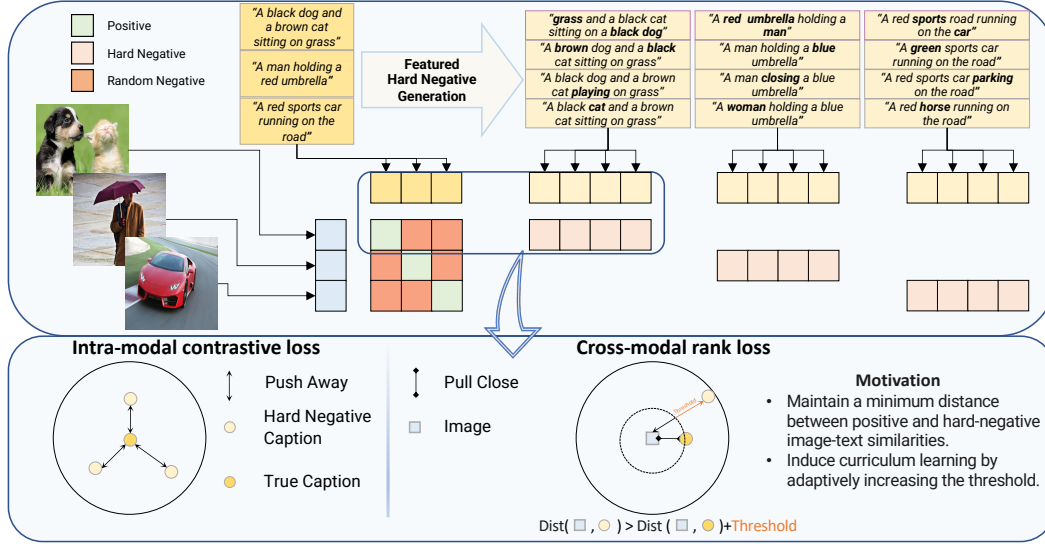 Positive
Hard Negative
Random Negative
"A black dog and
a brown cat
sitting on grass"
"A man holding a
red umbrella"
"A red sports car
running on the
road"
Featured
Hard Negative
Generation
"grass and a black cat
sitting on a black dog"
"A brown dog and a black
cat sitting on grass"
"A black dog and a brown
cat playing on grass"
"A black cat and a brown
cat sitting on grass"
"A red umbrella holding a
man"
"A man holding a blue
umbrella"
"A man closing a blue
umbrella"
"A woman holding a blue
umbrella"
"A red sports road running
on the car"
"A green sports car
running on the road"
"A red sports car parking
on the road"
"A red horse running on
the road"
Intra-modal contrastive loss
Push Away
Hard Negative
Caption
True Caption
Pull Close
Image
Cross-modal rank loss
Threshold
Dist( , ) > Dist ( , )+Threshold
Motivation
• Maintain a minimum distance
between positive and hard-negative
image-text similarities.
• Induce curriculum learning by
adaptively increasing the threshold.